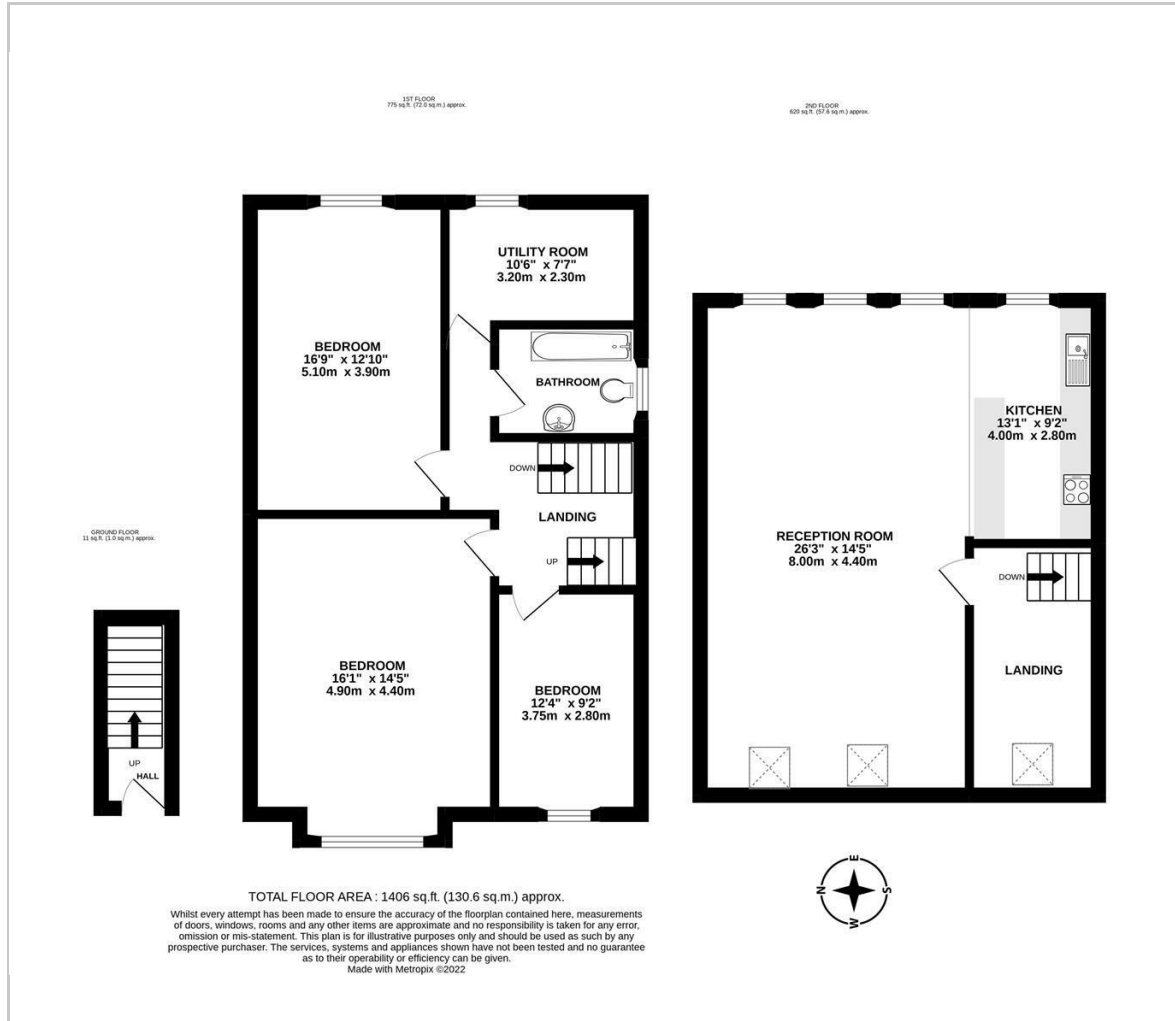 1ST FLOOR
775 sq.ft. (72.0 sq.m.) approx.
2ND FLOOR
620 sq.ft. (57.6 sq.m.) approx.
UTILITY ROOM
10'6" x 7'7"
3.20m x 2.30m
BEDROOM
16'9" x 12'10"
5.10m x 3.90m
BATHROOM
DOWN
LANDING
UP
BEDROOM
16'1" x 14'5"
4.90m x 4.40m
BEDROOM
12'4" x 9'2"
3.75m x 2.80m
KITCHEN
13'1" x 9'2"
4.00m x 2.80m
RECEPTION ROOM
26'3" x 14'5"
8.00m x 4.40m
DOWN
LANDING
GROUND FLOOR
11 sq.ft. (1.0 sq.m.) approx.
UP
HALL
N
E
S
W
TOTAL FLOOR AREA : 1406 sq.ft. (130.6 sq.m.) approx.
Whilst every attempt has been made to ensure the accuracy of the floorplan contained here, measurements
of doors, windows, rooms and any other items are approximate and no responsibility is taken for any error,
omission or mis-statement. This plan is for illustrative purposes only and should be used as such by any
prospective purchaser. The services, systems and appliances shown have not been tested and no guarantee
as to their operability or efficiency can be given.
Made with Metropix ©2022